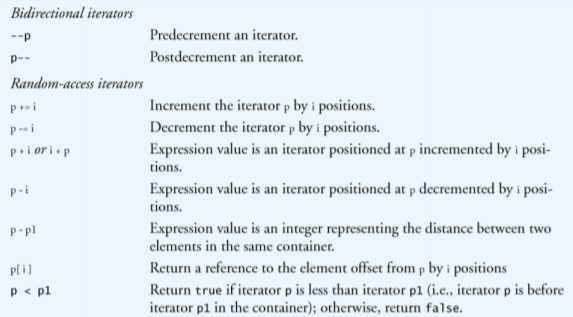 Bidirectional iterators
--p Predecrement an iterator.
p-- Postdecrement an iterator.
Random-access iterators
p += i Increment the iterator p by i positions.
p -= i Decrement the iterator p by i positions.
p + i or i + p Expression value is an iterator positioned at p incremented by i posi-
tions.
p - i Expression value is an iterator positioned at p decremented by i posi-
tions.
p - p1 Expression value is an integer representing the distance between two
elements in the same container.
p[i] Return a reference to the element offset from p by i positions
p < p1 Return true if iterator p is less than iterator p1 (i.e., iterator p is before
iterator p1 in the container); otherwise, return false.